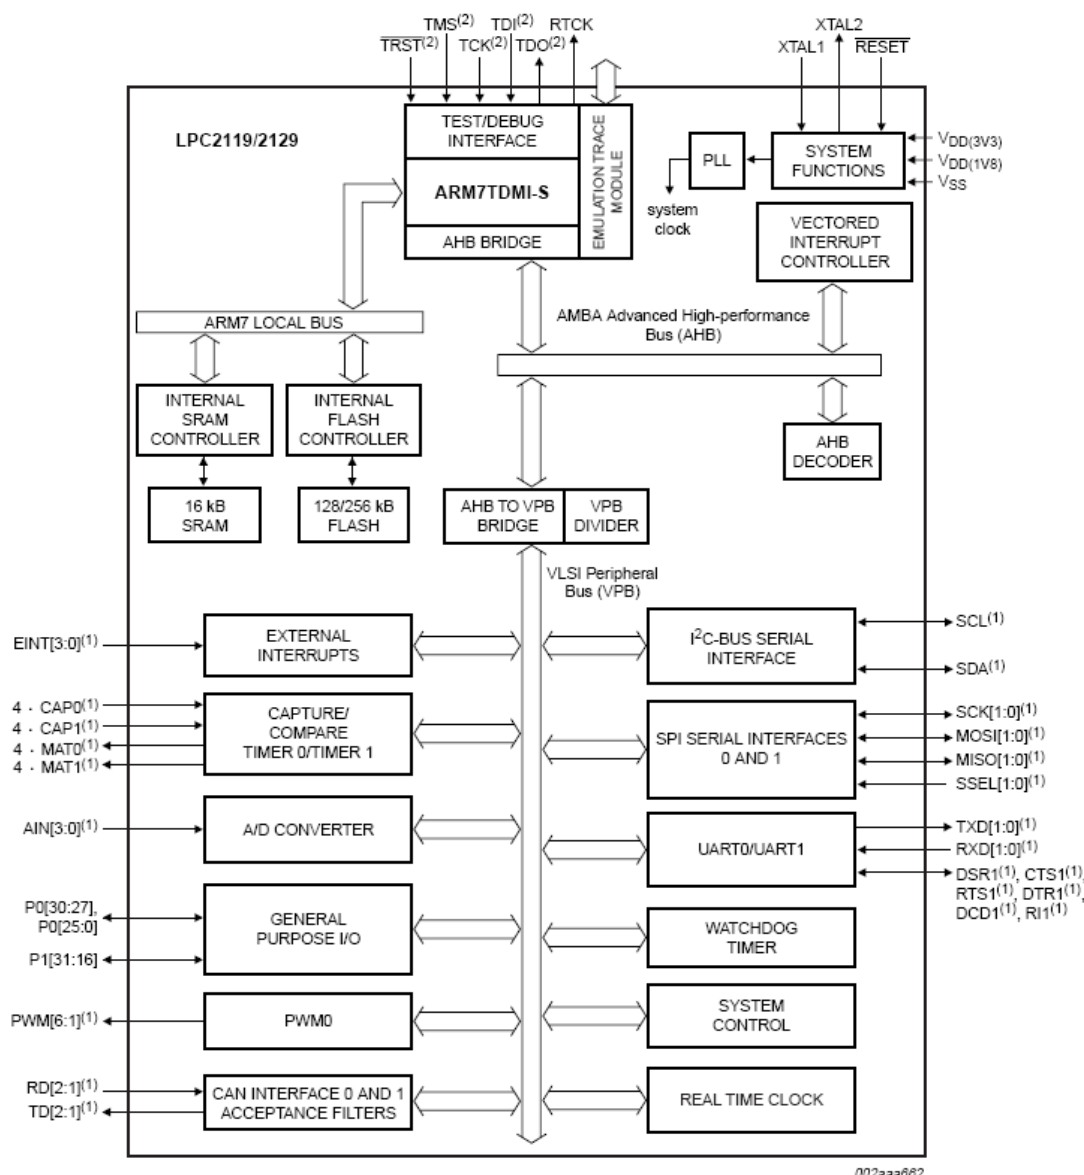 XTAL2
TMS(2) TDI(2) RTCK
XTAL1 RESET
TRST(2) TCK(2) TDO(2)
LPC2119/2129
TEST/DEBUG
INTERFACE
ARM7TDMI-S
AHB BRIDGE
EMULATION TRACE
MODULE
PLL
system
clock
SYSTEM
FUNCTIONS
VDD(3V3)
VDD(1V8)
VSS
VECTORED
INTERRUPT
CONTROLLER
ARM7 LOCAL BUS
AMBA Advanced High-performance
Bus (AHB)
INTERNAL
SRAM
CONTROLLER
INTERNAL
FLASH
CONTROLLER
AHB
DECODER
16 kB
SRAM
128/256 kB
FLASH
AHB TO VPB
BRIDGE
VPB
DIVIDER
VLSI Peripheral
Bus (VPB)
EINT[3:0](1)
EXTERNAL
INTERRUPTS
I2C-BUS SERIAL
INTERFACE
SCL(1)
SDA(1)
4 · CAP0(1)
4 · CAP1(1)
4 · MAT0(1)
4 · MAT1(1)
CAPTURE/
COMPARE
TIMER 0/TIMER 1
SPI SERIAL INTERFACES
0 AND 1
SCK[1:0](1)
MOSI[1:0](1)
MISO[1:0](1)
SSEL[1:0](1)
AIN[3:0](1)
A/D CONVERTER
UART0/UART1
TXD[1:0](1)
RXD[1:0](1)
DSR1(1), CTS1(1),
RTS1(1), DTR1(1),
DCD1(1), RI1(1)
P0[30:27],
P0[25:0]
P1[31:16]
GENERAL
PURPOSE I/O
WATCHDOG
TIMER
PWM[6:1](1)
PWM0
SYSTEM
CONTROL
RD[2:1](1)
TD[2:1](1)
CAN INTERFACE 0 AND 1
ACCEPTANCE FILTERS
REAL TIME CLOCK
002aaa662